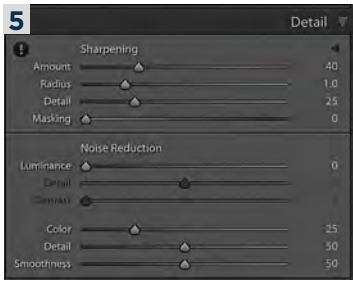 5
Detail
Sharpening
Amount 40
Radius 1.0
Detail 25
Masking 0
Noise Reduction
Luminance 0
Detail
Contrast
Color 25
Detail 50
Smoothness 50